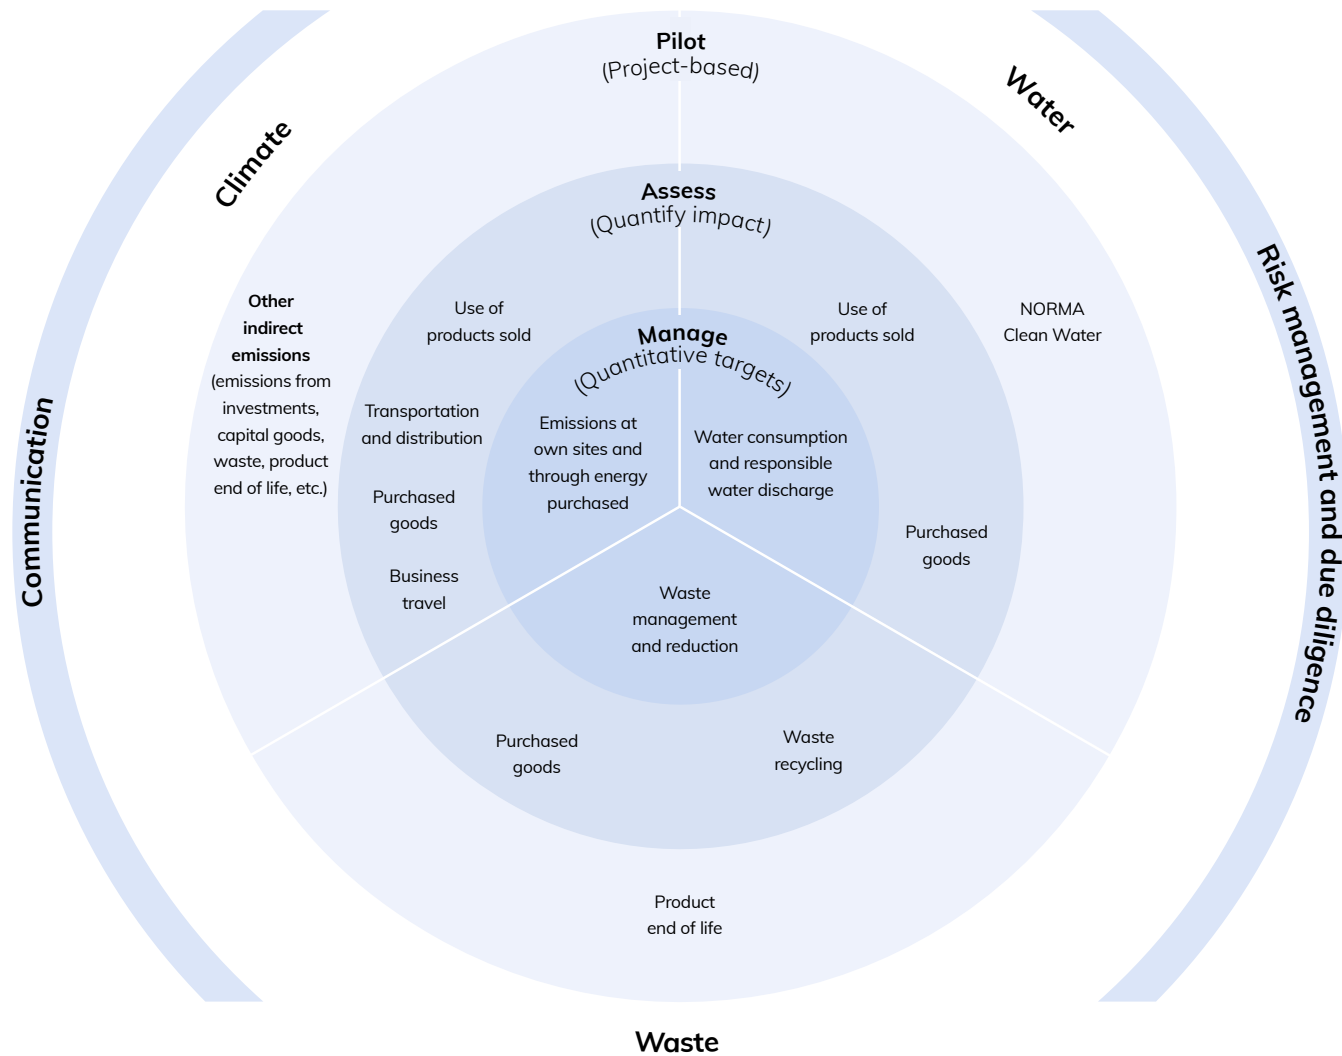 Pilot
(Project-based)
Climate
Water
Assess
(Quantify impact)
Communication
Risk management and due diligence
Other
indirect
emissions
(emissions from
investments,
capital goods,
waste, product
end of life, etc.)
Use of
products sold
Transportation
and distribution
Purchased
goods
Business
travel
Manage
(Quantitative targets)
Emissions at
own sites and
through energy
purchased
Water consumption
and responsible
water discharge
Use of
products sold
Purchased
goods
NORMA
Clean Water
Waste
management
and reduction
Purchased
goods
Waste
recycling
Product
end of life
Waste